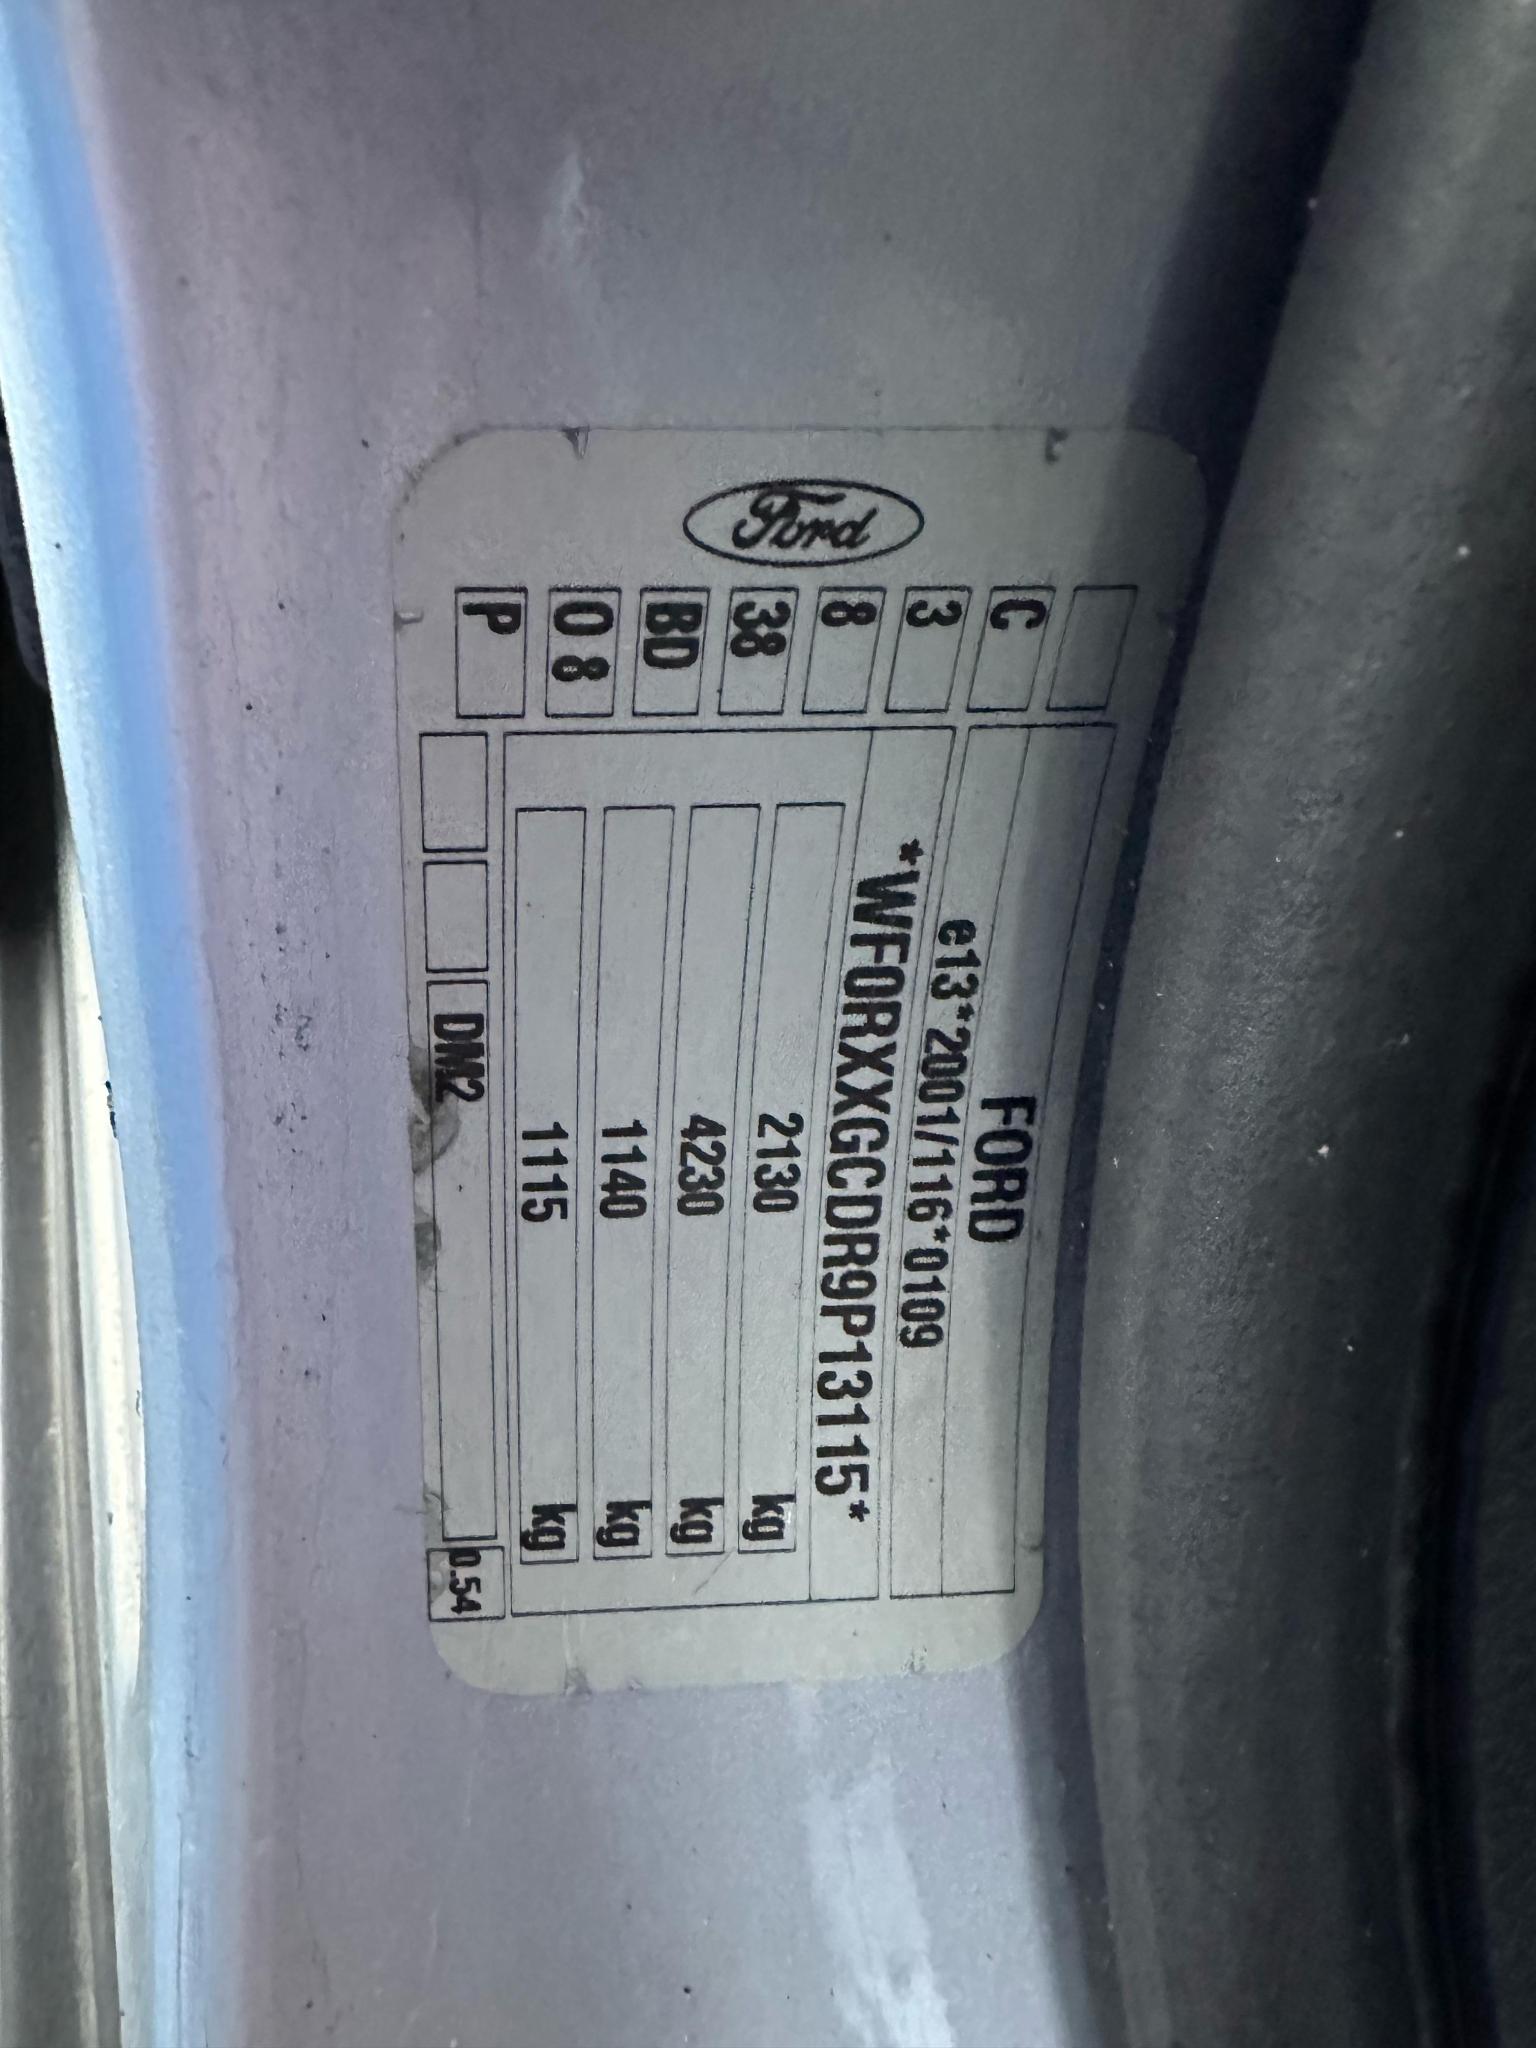 Ford
FORD
e13*2001/116*0109
*WF0RXXGCDR9P13115*
2130 kg
4230 kg
1140 kg
1115 kg
C
3
8
38
BD
0 8
P
DM2
0.54